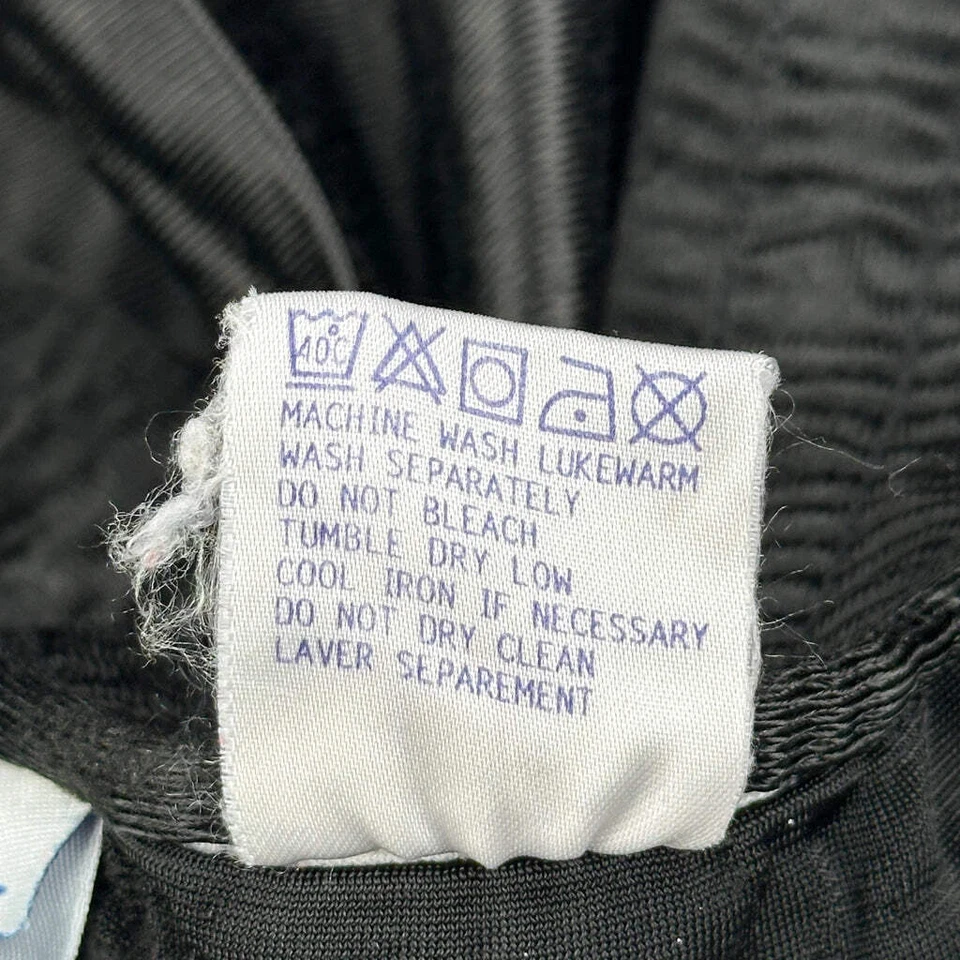 40°C
MACHINE WASH LUKEWARM
WASH SEPARATELY
DO NOT BLEACH
TUMBLE DRY LOW
COOL IRON IF NECESSARY
DO NOT DRY CLEAN
LAVER SEPAREMENT